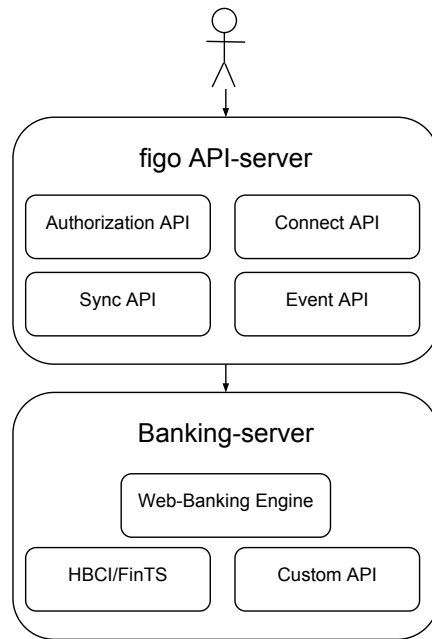 figo API-server
Authorization API
Connect API
Sync API
Event API
Banking-server
Web-Banking Engine
HBCI/FinTS
Custom API